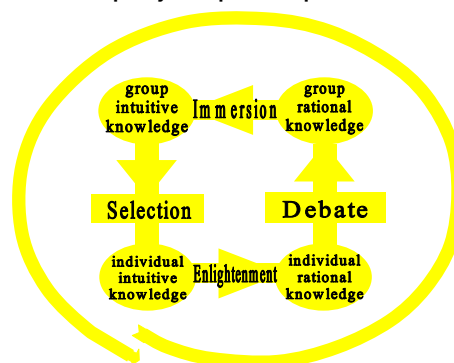 group
intuitive
knowledge
Immersion
group
rational
knowledge
Selection
Debate
individual
intuitive
knowledge
Enlightenment
individual
rational
knowledge